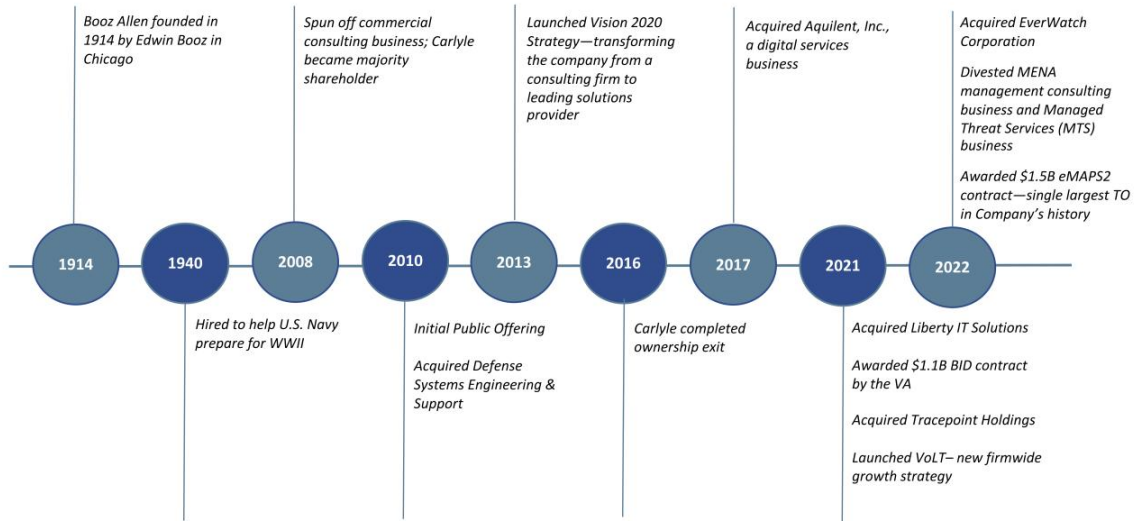 Booz Allen founded in
1914 by Edwin Booz in
Chicago
Spun off commercial
consulting business; Carlyle
became majority
shareholder
Launched Vision 2020
Strategy—transforming
the company from a
consulting firm to
leading solutions
provider
Acquired Aquilent, Inc.,
a digital services
business
Acquired EverWatch
Corporation
Divested MENA
management consulting
business and Managed
Threat Services (MTS)
business
Awarded $1.5B eMAPS2
contract—single largest TO
in Company's history
1914
1940
2008
2010
2013
2016
2017
2021
2022
Hired to help U.S. Navy
prepare for WWII
Initial Public Offering
Acquired Defense
Systems Engineering &
Support
Carlyle completed
ownership exit
Acquired Liberty IT Solutions
Awarded $1.1B BID contract
by the VA
Acquired Tracepoint Holdings
Launched VoLT– new firmwide
growth strategy